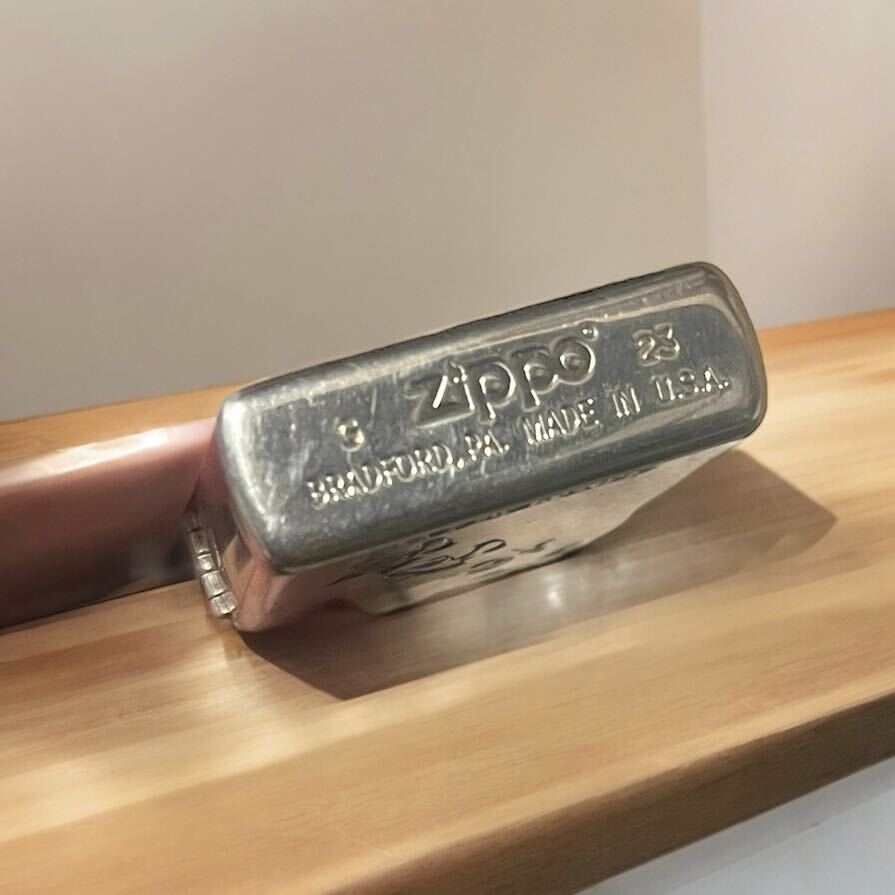 G Zippo 23
BRADFORD, PA. MADE IN U.S.A.